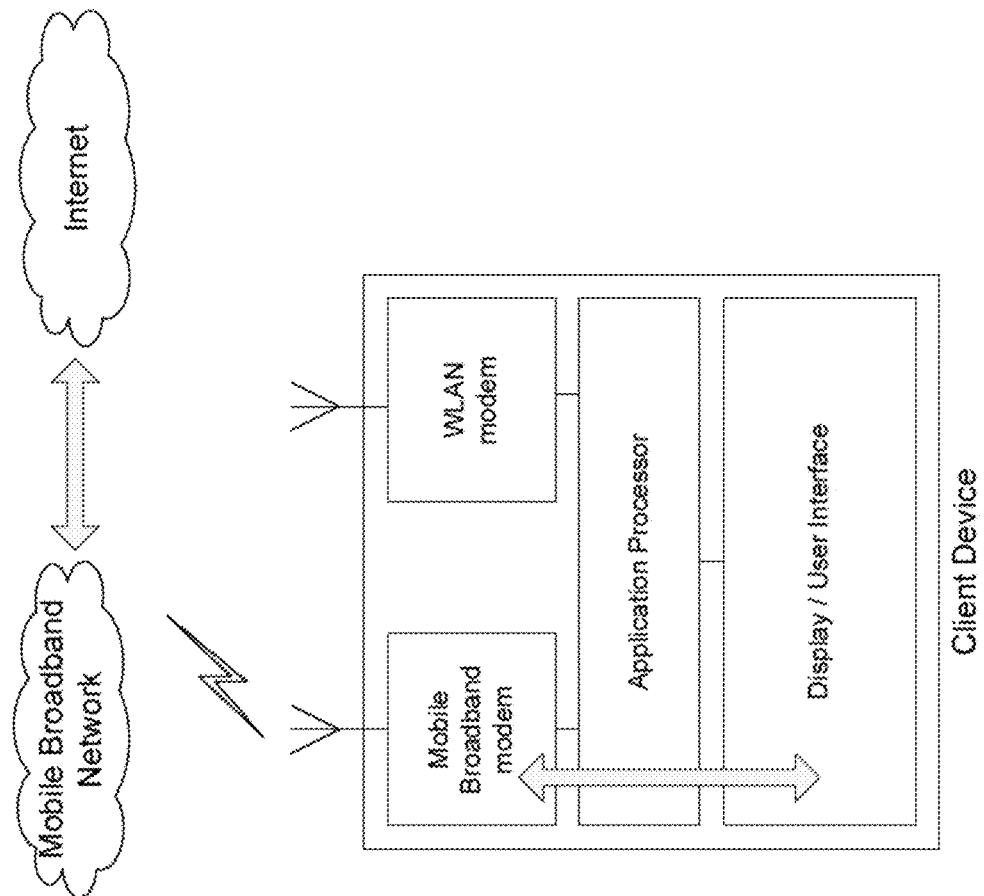 Mobile Broadband
Network
Internet
Mobile
Broadband
modem
WLAN
modem
Application Processor
Display / User Interface
Client Device